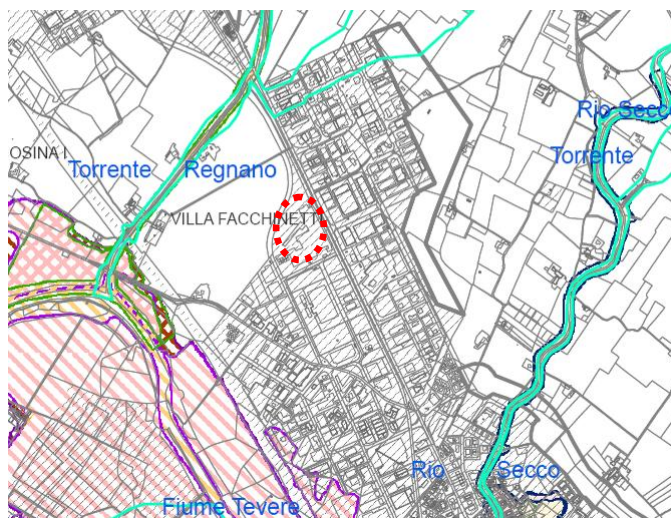 Rio Secco
OSINA I
Torrente Regnano
Torrente
VILLA FACCHINETTI
Rio Secco
Fiume Tevere